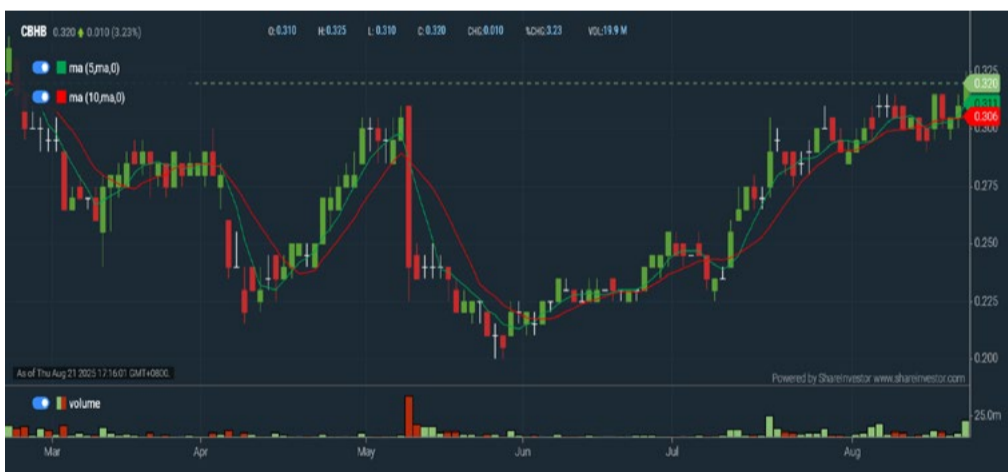 CBHB 0.320 0.010 (3.23%) O:0.310 H:0.325 L: 0.310 C: 0.320 CHG:0.010 %CHG:3.23 VOL:19.9 M
ma (5,ma,0)
ma (10,ma,0)
0.325
0.320
0.311
0.306
0.300
0.275
0.250
0.225
0.200
As of Thu Aug 21 2025 17:16:01 GMT+0800.
Powered by ShareInvestor www.shareinvestor.com
volume
25.0m
Mar Apr May Jun Jul Aug